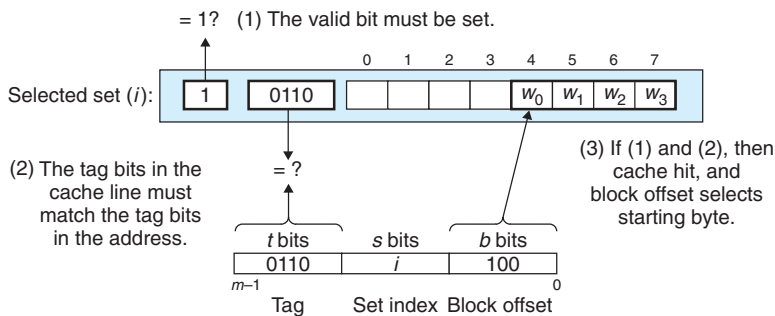 = 1? (1) The valid bit must be set.
0 1 2 3 4 5 6 7
Selected set (i): 1 0110 w0 w1 w2 w3
(2) The tag bits in the
cache line must
match the tag bits
in the address.
= ?
(3) If (1) and (2), then
cache hit, and
block offset selects
starting byte.
t bits s bits b bits
0110 i 100
m–1 0
Tag Set index Block offset